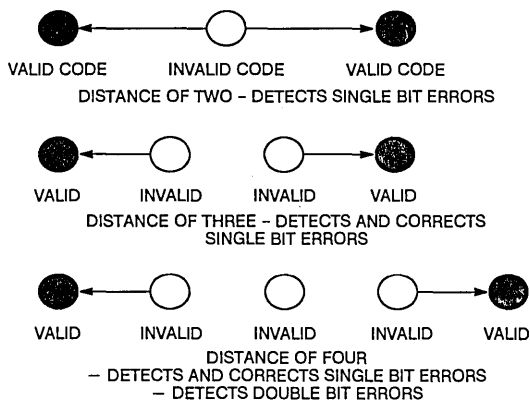 VALID CODE INVALID CODE VALID CODE
DISTANCE OF TWO – DETECTS SINGLE BIT ERRORS
VALID INVALID INVALID VALID
DISTANCE OF THREE – DETECTS AND CORRECTS
SINGLE BIT ERRORS
VALID INVALID INVALID INVALID VALID
DISTANCE OF FOUR
– DETECTS AND CORRECTS SINGLE BIT ERRORS
– DETECTS DOUBLE BIT ERRORS